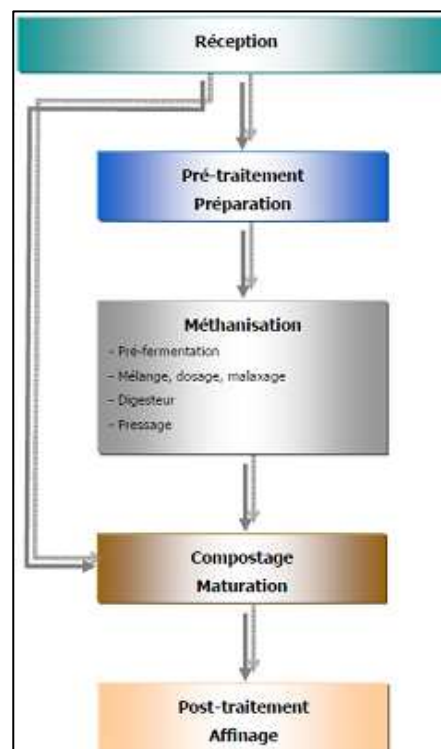 Réception
Pré-traitement
Préparation
Méthanisation
– Pré-fermentation
– Mélange, dosage, malaxage
– Digesteur
– Pressage
Compostage
Maturation
Post-traitement
Affinage